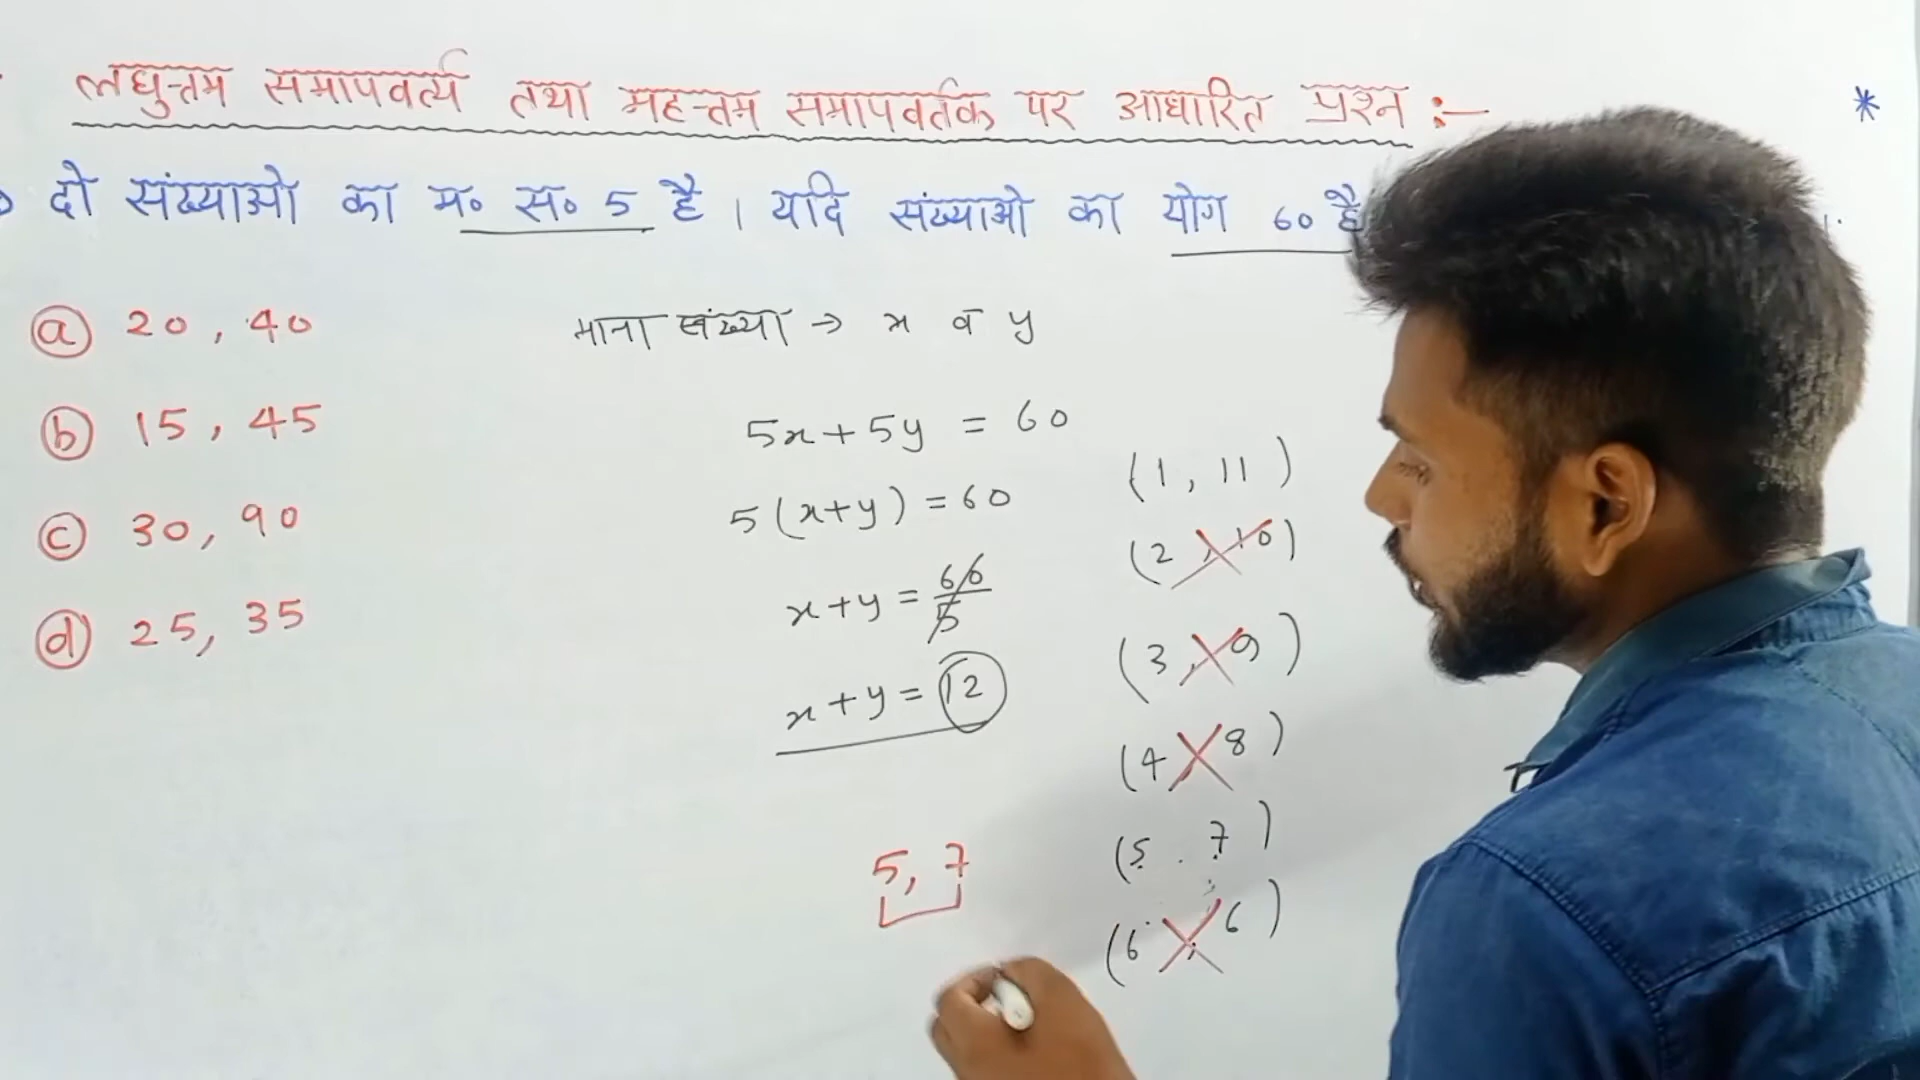 लघुत्तम समापवर्त्य तथा महत्तम समापवर्तक पर आधारित प्रश्न :-
*
दो संख्याओ का म० स० 5 है । यदि संख्याओ का योग 60 है
(a) 20, 40
(b) 15, 45
(c) 30, 90
(d) 25, 35
माना संख्या → x व y
5x+5y = 60
5(x+y) = 60
x+y = 60/5
x+y = 12
5, 7
(1, 11)
(2, 10)
(3, 9)
(4, 8)
(5, 7)
(6, 6)